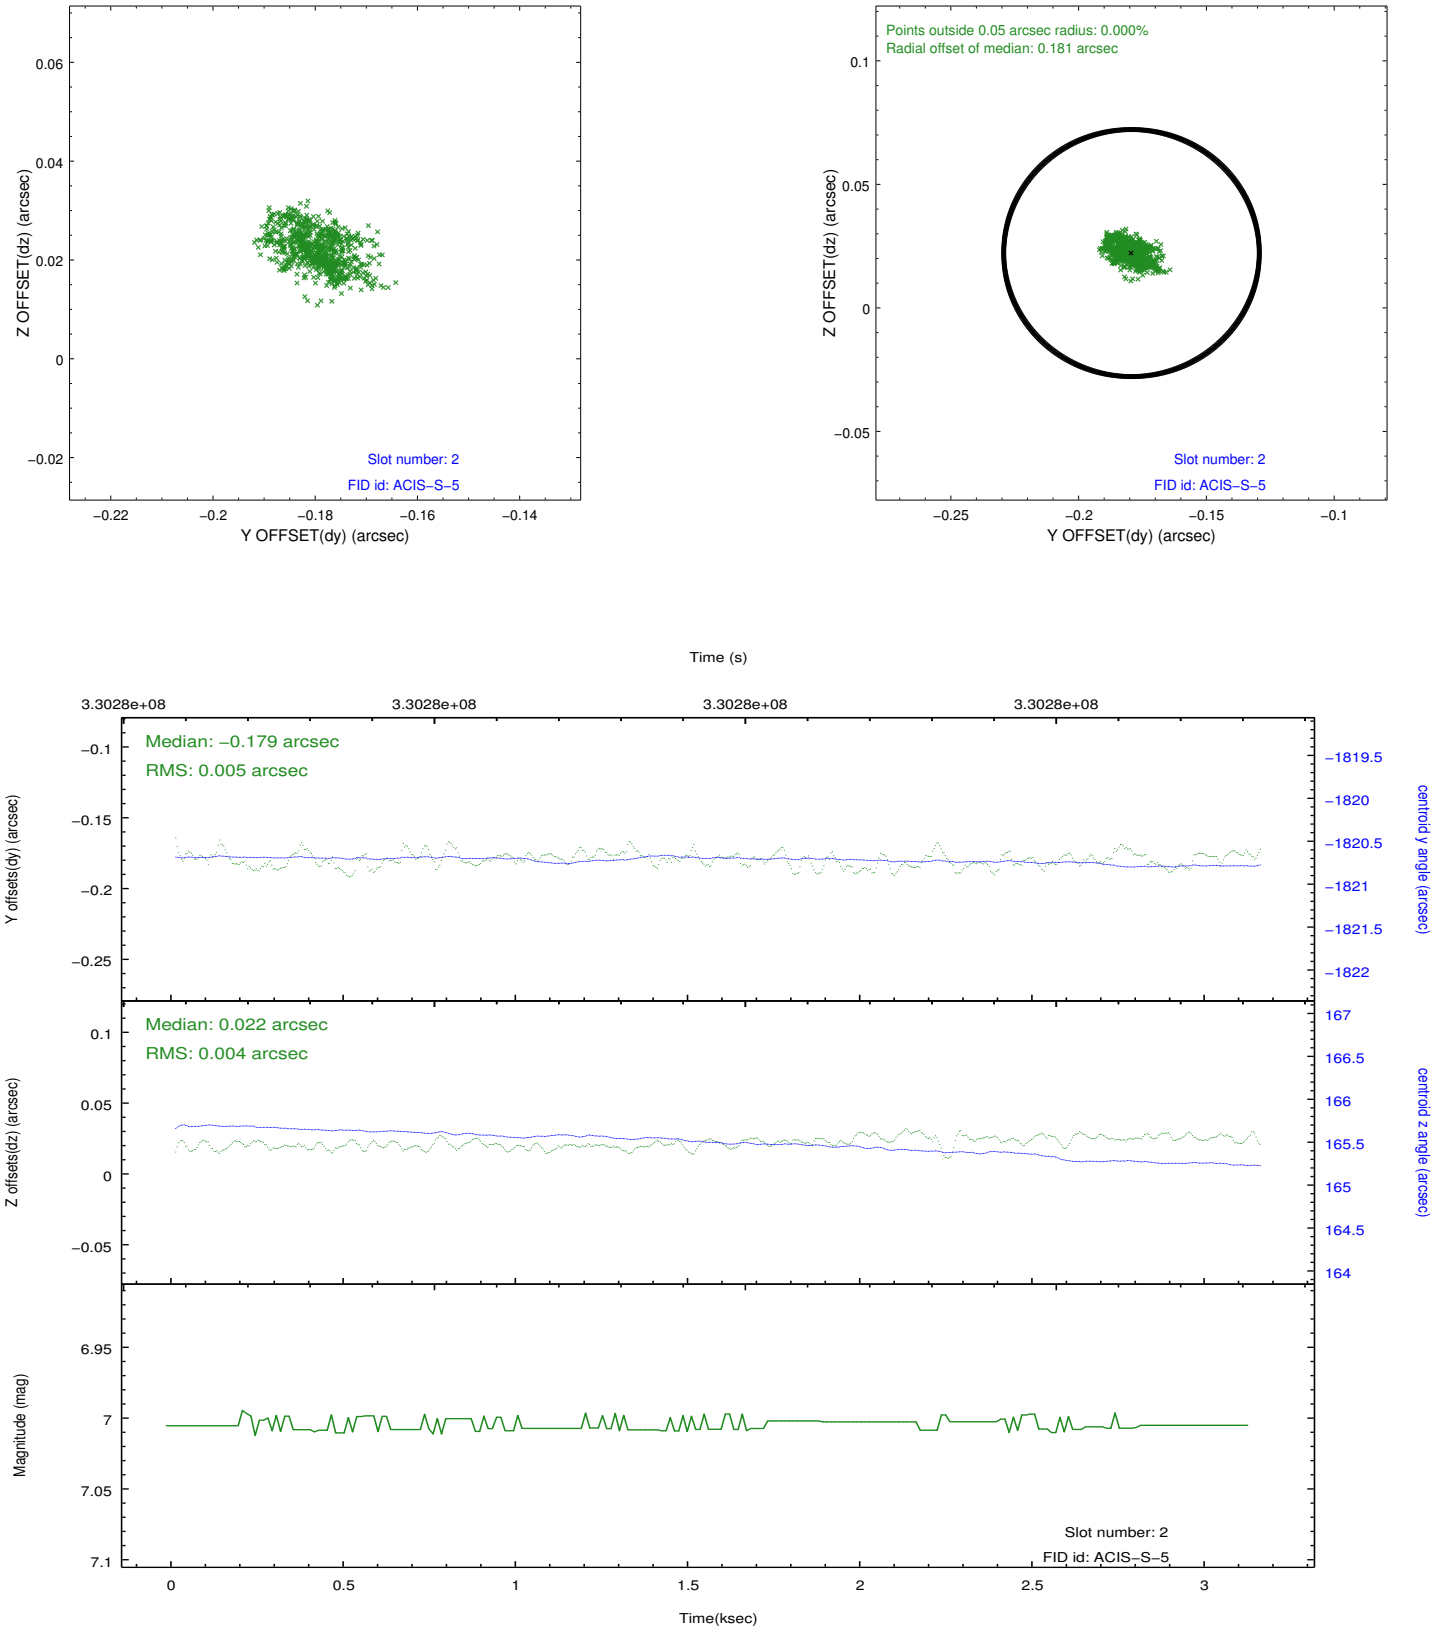 0.06
0.04
0.02
0
−0.02
Z OFFSET(dz) (arcsec)
−0.22
−0.2
−0.18
−0.16
−0.14
Y OFFSET(dy) (arcsec)
Slot number: 2
FID id: ACIS−S−5
Points outside 0.05 arcsec radius: 0.000%
Radial offset of median: 0.181 arcsec
0.1
0.05
0
−0.05
Z OFFSET(dz) (arcsec)
−0.25
−0.2
−0.15
−0.1
Y OFFSET(dy) (arcsec)
Slot number: 2
FID id: ACIS−S−5
Time (s)
3.3028e+08
3.3028e+08
3.3028e+08
3.3028e+08
Median: −0.179 arcsec
RMS: 0.005 arcsec
−0.1
−0.15
−0.2
−0.25
Y offsets(dy) (arcsec)
−1819.5
−1820
−1820.5
−1821
−1821.5
−1822
centroid y angle (arcsec)
Median: 0.022 arcsec
RMS: 0.004 arcsec
0.1
0.05
0
−0.05
Z offsets(dz) (arcsec)
167
166.5
166
165.5
165
164.5
164
centroid z angle (arcsec)
6.95
7
7.05
7.1
Magnitude (mag)
Slot number: 2
FID id: ACIS−S−5
0
0.5
1
1.5
2
2.5
3
Time(ksec)